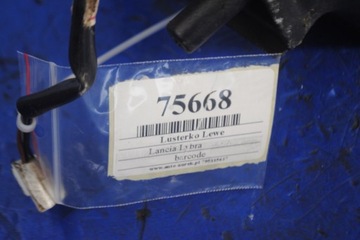 75668
Lusterko Lewe
Lancia Lybra
barcode